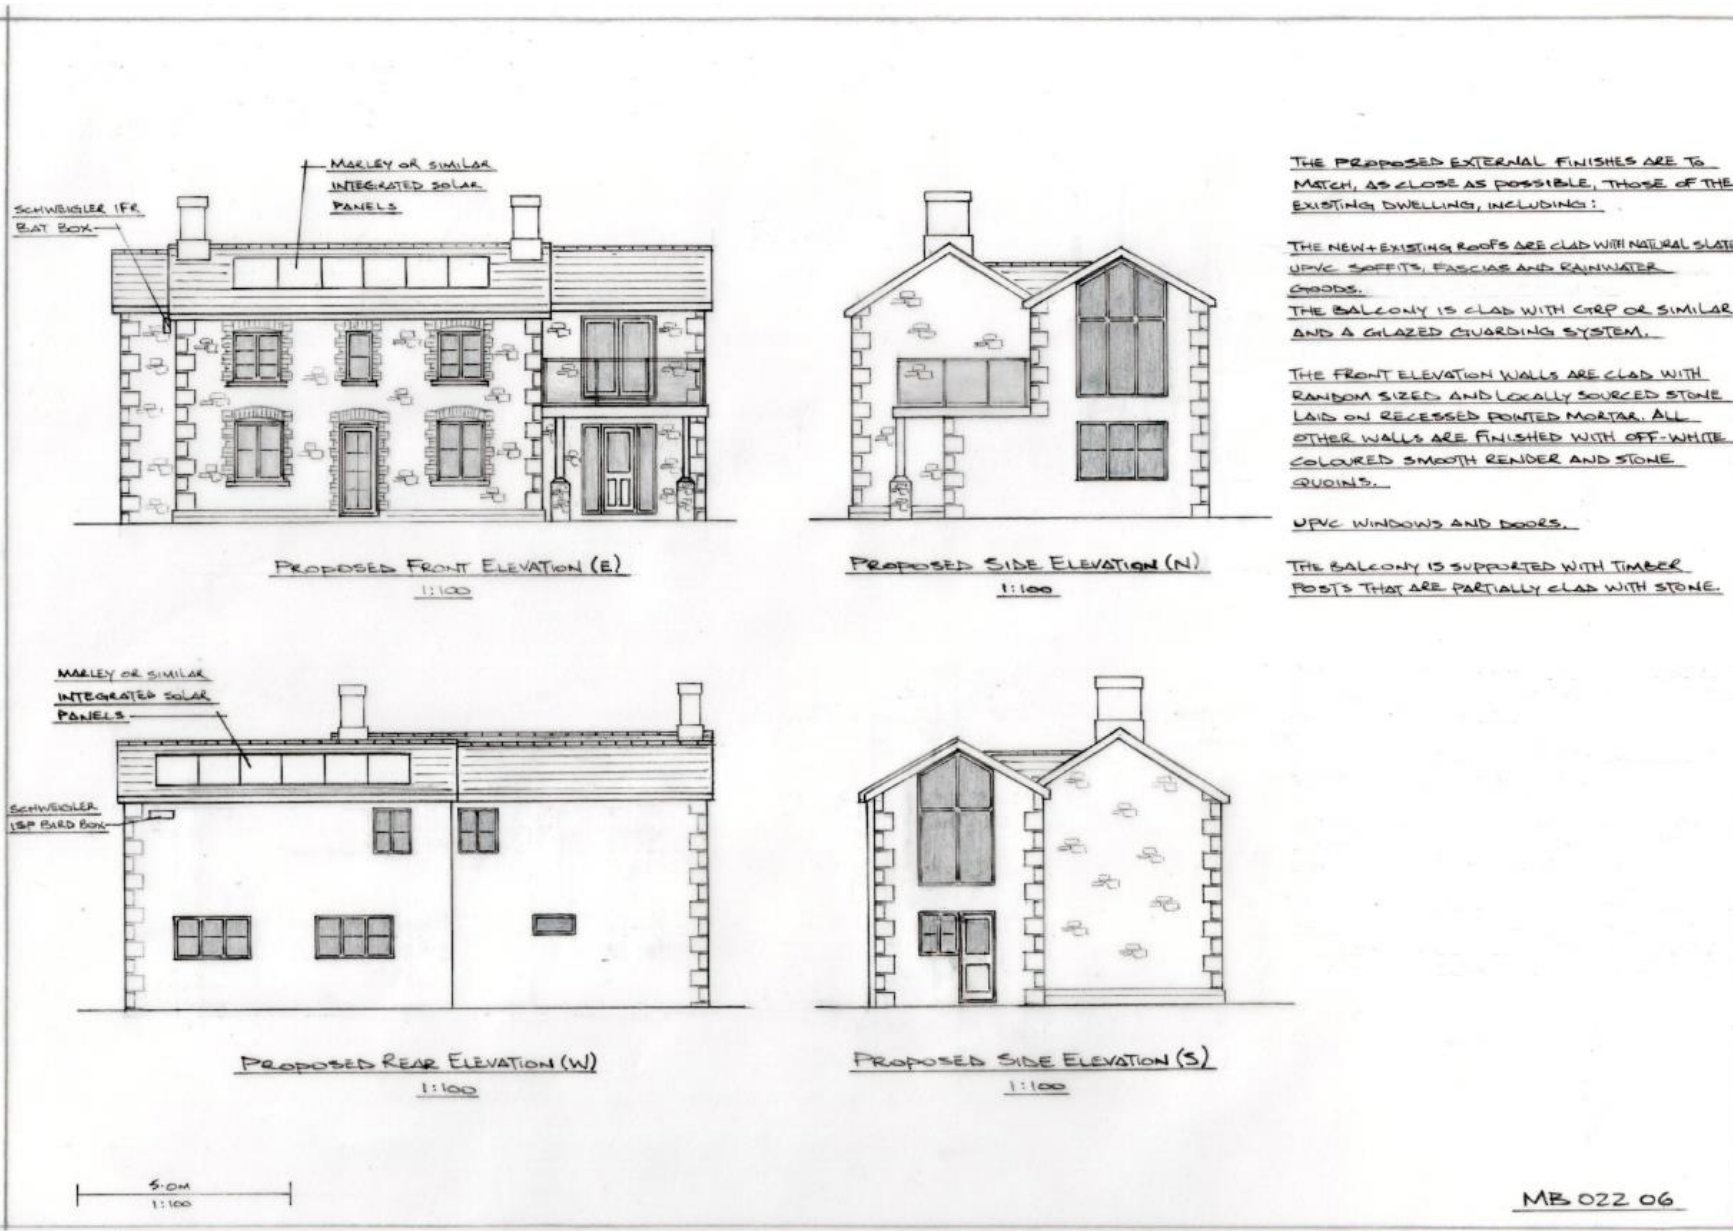 MARLEY OR SIMILAR
INTEGRATED SOLAR
PANELS
SCHWEIGLER 1FR
BAT BOX
PROPOSED FRONT ELEVATION (E)
1:100
PROPOSED SIDE ELEVATION (N)
1:100
THE PROPOSED EXTERNAL FINISHES ARE TO
MATCH, AS CLOSE AS POSSIBLE, THOSE OF THE
EXISTING DWELLING, INCLUDING:
THE NEW + EXISTING ROOFS ARE CLAD WITH NATURAL SLATE
UPVC SOFFITS, FASCIAS AND RAINWATER
GOODS.
THE BALCONY IS CLAD WITH GRP OR SIMILAR
AND A GLAZED GUARDING SYSTEM.
THE FRONT ELEVATION WALLS ARE CLAD WITH
RANDOM SIZED AND LOCALLY SOURCED STONE
LAID ON RECESSED POINTED MORTAR. ALL
OTHER WALLS ARE FINISHED WITH OFF-WHITE
COLOURED SMOOTH RENDER AND STONE
QUOINS.
UPVC WINDOWS AND DOORS.
THE BALCONY IS SUPPORTED WITH TIMBER
POSTS THAT ARE PARTIALLY CLAD WITH STONE.
MARLEY OR SIMILAR
INTEGRATED SOLAR
PANELS
SCHWEIGLER
1SP BIRD BOX
PROPOSED REAR ELEVATION (W)
1:100
PROPOSED SIDE ELEVATION (S)
1:100
5.0M
1:100
MB 022 06